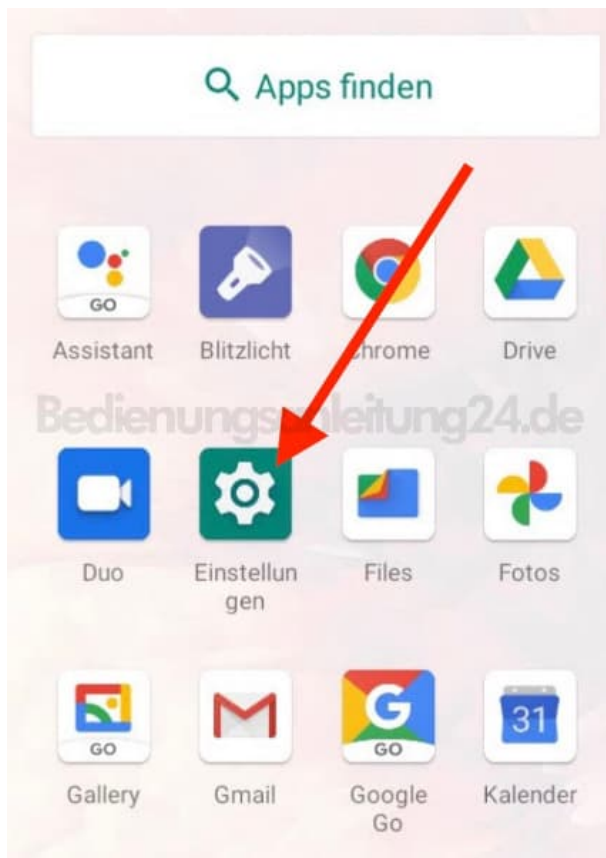 Apps finden
GO
Assistant
Blitzlicht
Chrome
Drive
Bedienungsanleitung24.de
Duo
Einstellun
gen
Files
Fotos
GO
Gallery
Gmail
G
GO
Google
Go
31
Kalender